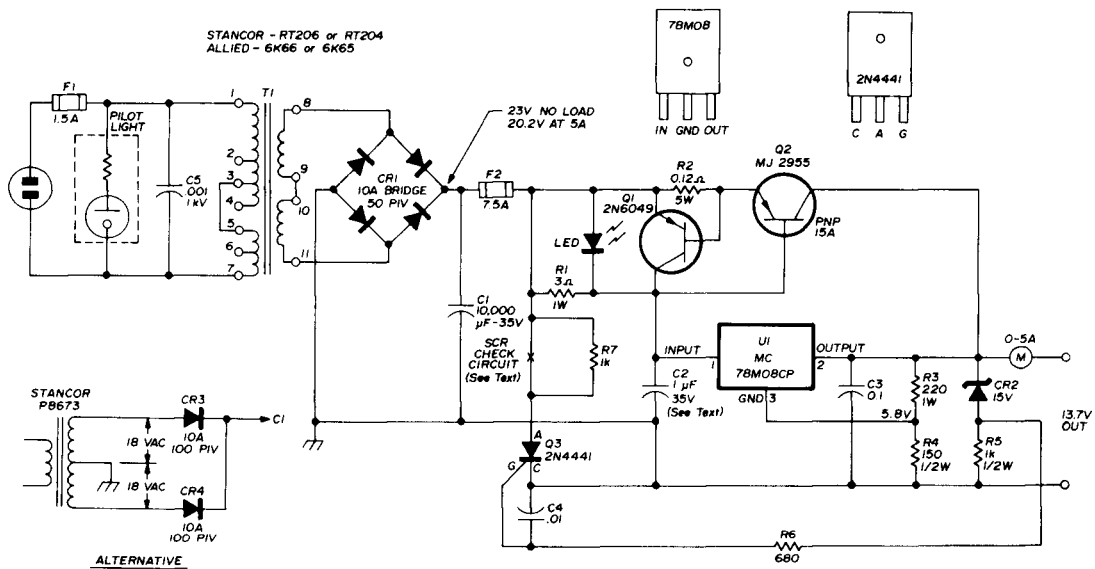 STANCOR - RT206 or RT204
ALLIED - 6K66 or 6K65
78M08
IN GND OUT
2N4441
C A G
F1
1.5A
PILOT
LIGHT
C5
.001
1 kV
T1
1
2
3
4
5
6
7
8
9
10
11
23V NO LOAD
20.2V AT 5A
CR1
10A BRIDGE
50 PIV
F2
7.5A
C1
10,000
µF-35V
LED
R1
3Ω
1W
Q1
2N6049
R2
0.12Ω
5W
Q2
MJ 2955
PNP
15A
SCR
CHECK
CIRCUIT
(See Text)
R7
1k
INPUT
1
U1
MC
78M08CP
OUTPUT
2
GND 3
C2
1 µF
35V
(See Text)
C3
0.1
5.8V
R3
220
1W
R4
150
1/2W
CR2
15V
R5
1k
1/2W
0-5A
M
13.7V
OUT
A
G
C
Q3
2N4441
C4
.01
R6
680
STANCOR
P8673
18 VAC
18 VAC
CR3
10A
100 PIV
C1
CR4
10A
100 PIV
ALTERNATIVE